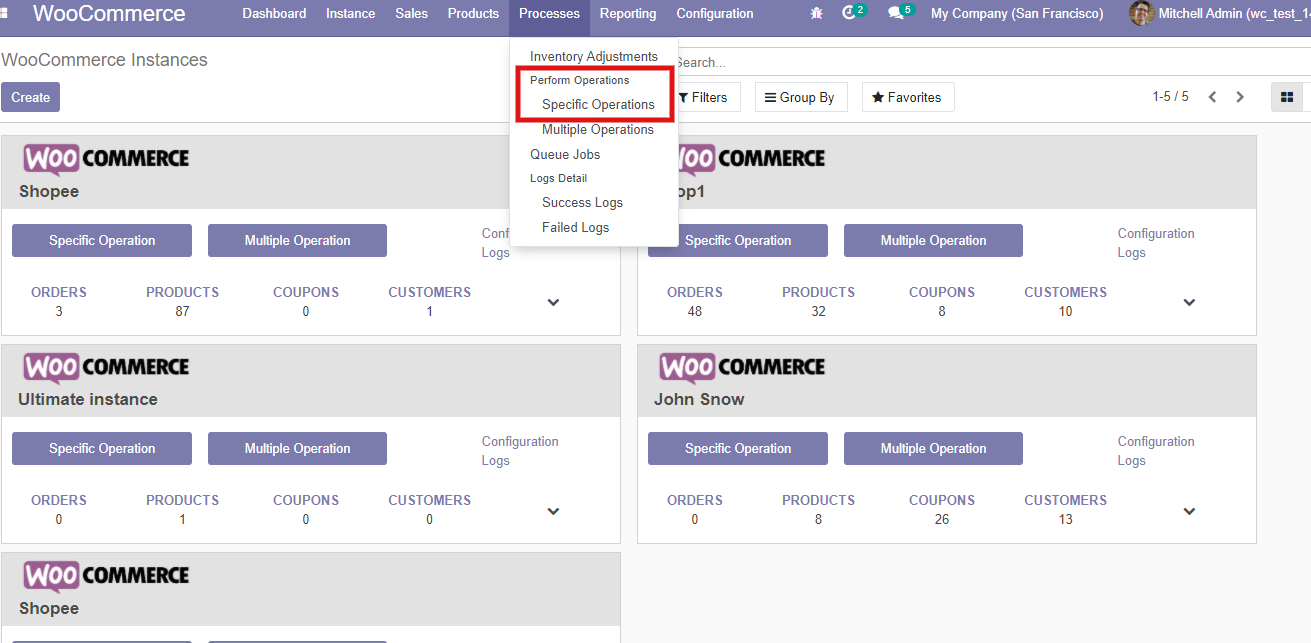 WooCommerce Dashboard Instance Sales Products Processes Reporting Configuration 2 5 My Company (San Francisco) Mitchell Admin (wc_test_1
WooCommerce Instances
Search...
Create
Filters Group By Favorites 1-5 / 5
Inventory Adjustments
Perform Operations
Specific Operations
Multiple Operations
Queue Jobs
Logs Detail
Success Logs
Failed Logs
WOO COMMERCE
Shopee
Specific Operation Multiple Operation
Logs
ORDERS PRODUCTS COUPONS CUSTOMERS
3 87 0 1
WOO COMMERCE
op1
Specific Operation Multiple Operation
Configuration
Logs
ORDERS PRODUCTS COUPONS CUSTOMERS
48 32 8 10
WOO COMMERCE
Ultimate instance
Specific Operation Multiple Operation
Configuration
Logs
ORDERS PRODUCTS COUPONS CUSTOMERS
0 1 0 0
WOO COMMERCE
John Snow
Specific Operation Multiple Operation
Configuration
Logs
ORDERS PRODUCTS COUPONS CUSTOMERS
0 8 26 13
WOO COMMERCE
Shopee